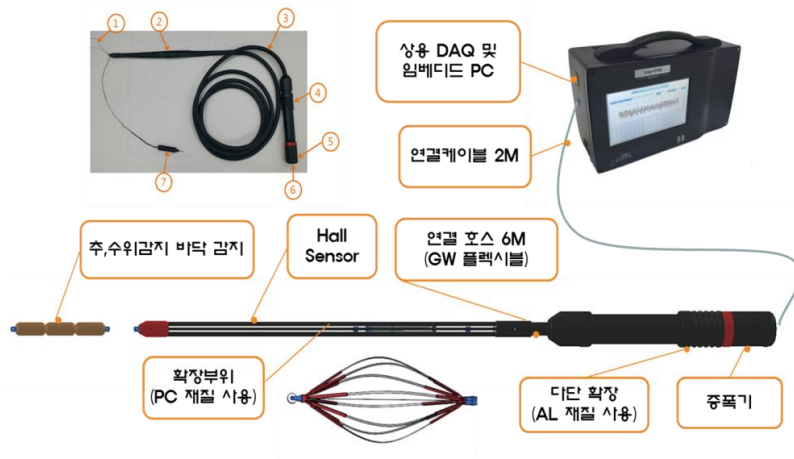 1
2
3
4
5
6
7
상용 DAQ 및
임베디드 PC
연결케이블 2M
추,수위감지 바닥 감지
Hall
Sensor
연결 호스 6M
(GW 플렉시블)
확장부위
(PC 재질 사용)
다단 확장
(AL 재질 사용)
증폭기